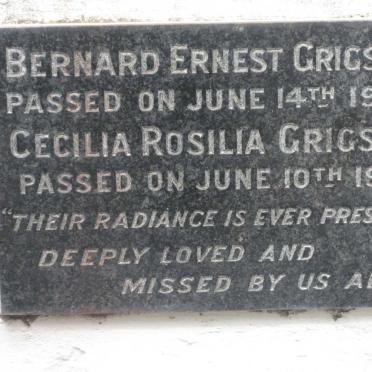 BERNARD ERNEST GRIGS
PASSED ON JUNE 14TH 19
CECILIA ROSILIA GRIGS
PASSED ON JUNE 10TH 19
"THEIR RADIANCE IS EVER PRES
DEEPLY LOVED AND
MISSED BY US AL